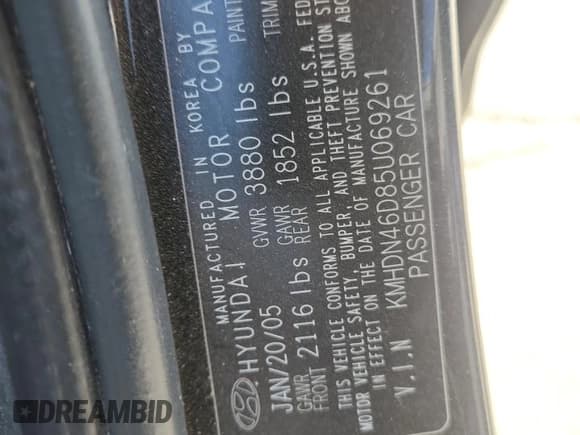 MANUFACTURED IN KOREA BY
HYUNDAI MOTOR COMPA
JAN/20/05 GVWR 3880 lbs PAINT
GAWR FRONT 2116 lbs GAWR REAR 1852 lbs TRIM
THIS VEHICLE CONFORMS TO ALL APPLICABLE U.S.A. FED
MOTOR VEHICLE SAFETY, BUMPER, AND THEFT PREVENTION ST
IN EFFECT ON THE DATE OF MANUFACTURE SHOWN ABO
V.I.N KMHDN46D85U069261
PASSENGER CAR
DREAMBID